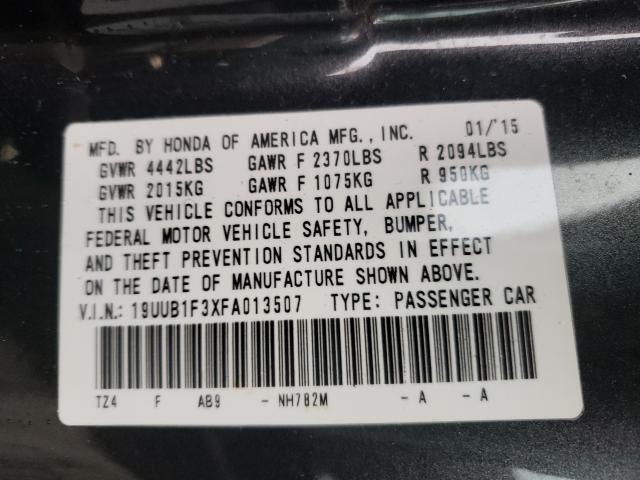 MFD. BY HONDA OF AMERICA MFG., INC. 01/'15
GVWR 4442LBS GAWR F 2370LBS R 2094LBS
GVWR 2015KG GAWR F 1075KG R 950KG
THIS VEHICLE CONFORMS TO ALL APPLICABLE
FEDERAL MOTOR VEHICLE SAFETY, BUMPER,
AND THEFT PREVENTION STANDARDS IN EFFECT
ON THE DATE OF MANUFACTURE SHOWN ABOVE.
V.I.N.: 19UUB1F3XFA013507 TYPE: PASSENGER CAR
TZ4 F AB9 - NH782M - A - A